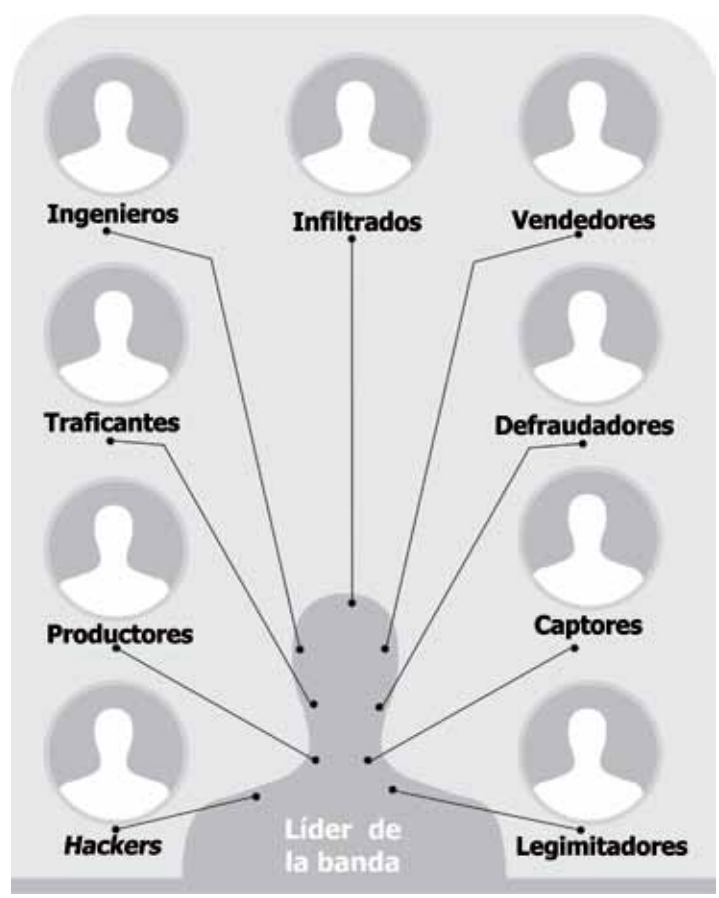 Ingenieros
Infiltrados
Vendedores
Traficantes
Defraudadores
Productores
Captores
Hackers
Legimitadores
Líder de
la banda